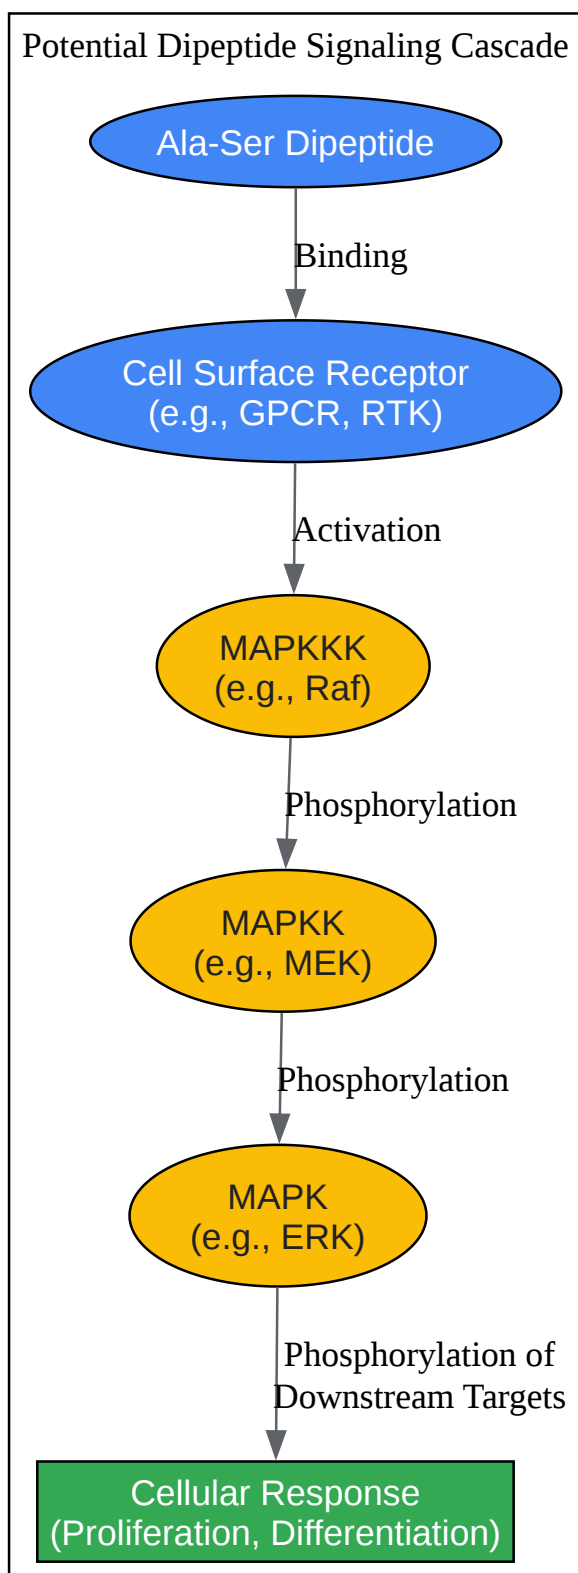 Potential Dipeptide Signaling Cascade
Ala-Ser Dipeptide
Binding
Cell Surface Receptor
(e.g., GPCR, RTK)
Activation
MAPKKK
(e.g., Raf)
Phosphorylation
MAPKK
(e.g., MEK)
Phosphorylation
MAPK
(e.g., ERK)
Phosphorylation of
Downstream Targets
Cellular Response
(Proliferation, Differentiation)